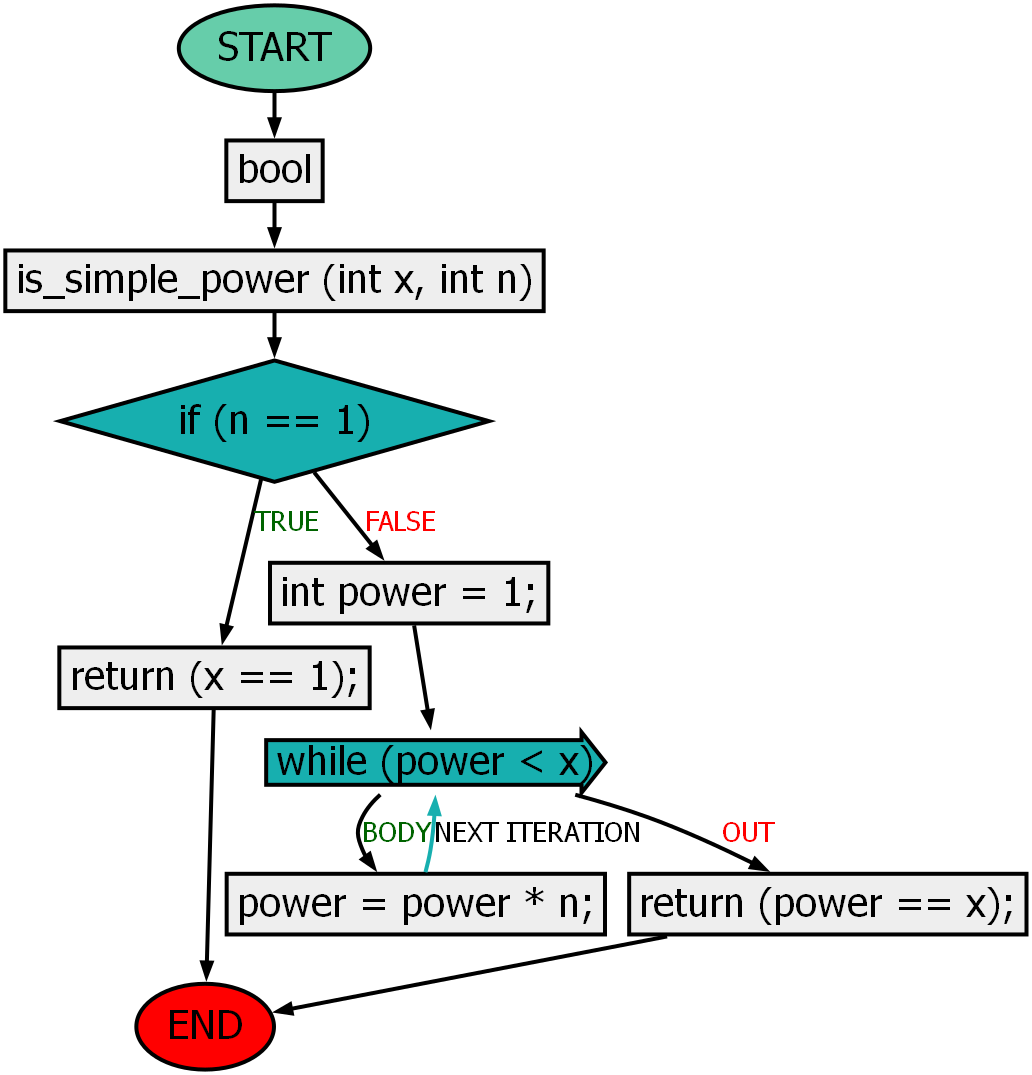 START
bool
is_simple_power (int x, int n)
if (n == 1)
TRUE
FALSE
int power = 1;
return (x == 1);
while (power < x)
BODY
NEXT ITERATION
OUT
power = power * n;
return (power == x);
END